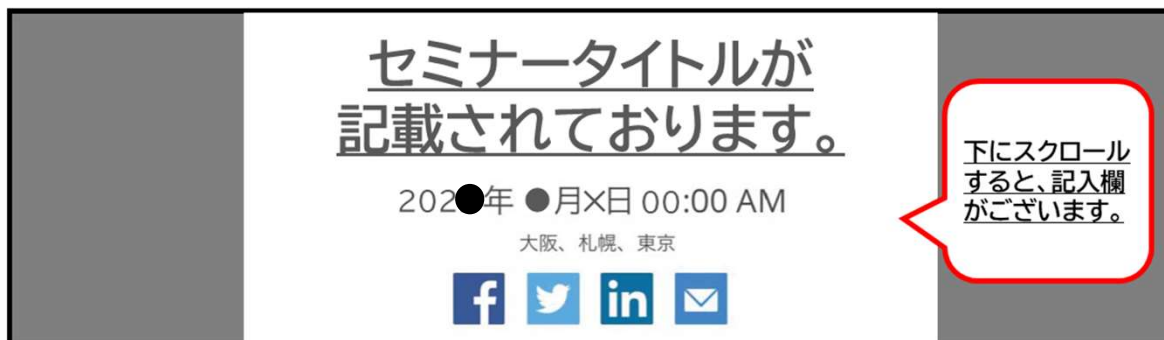 セミナータイトルが
記載されております。
202●年 ●月×日 00:00 AM
大阪、札幌、東京
下にスクロール
すると、記入欄
がございます。
f
in